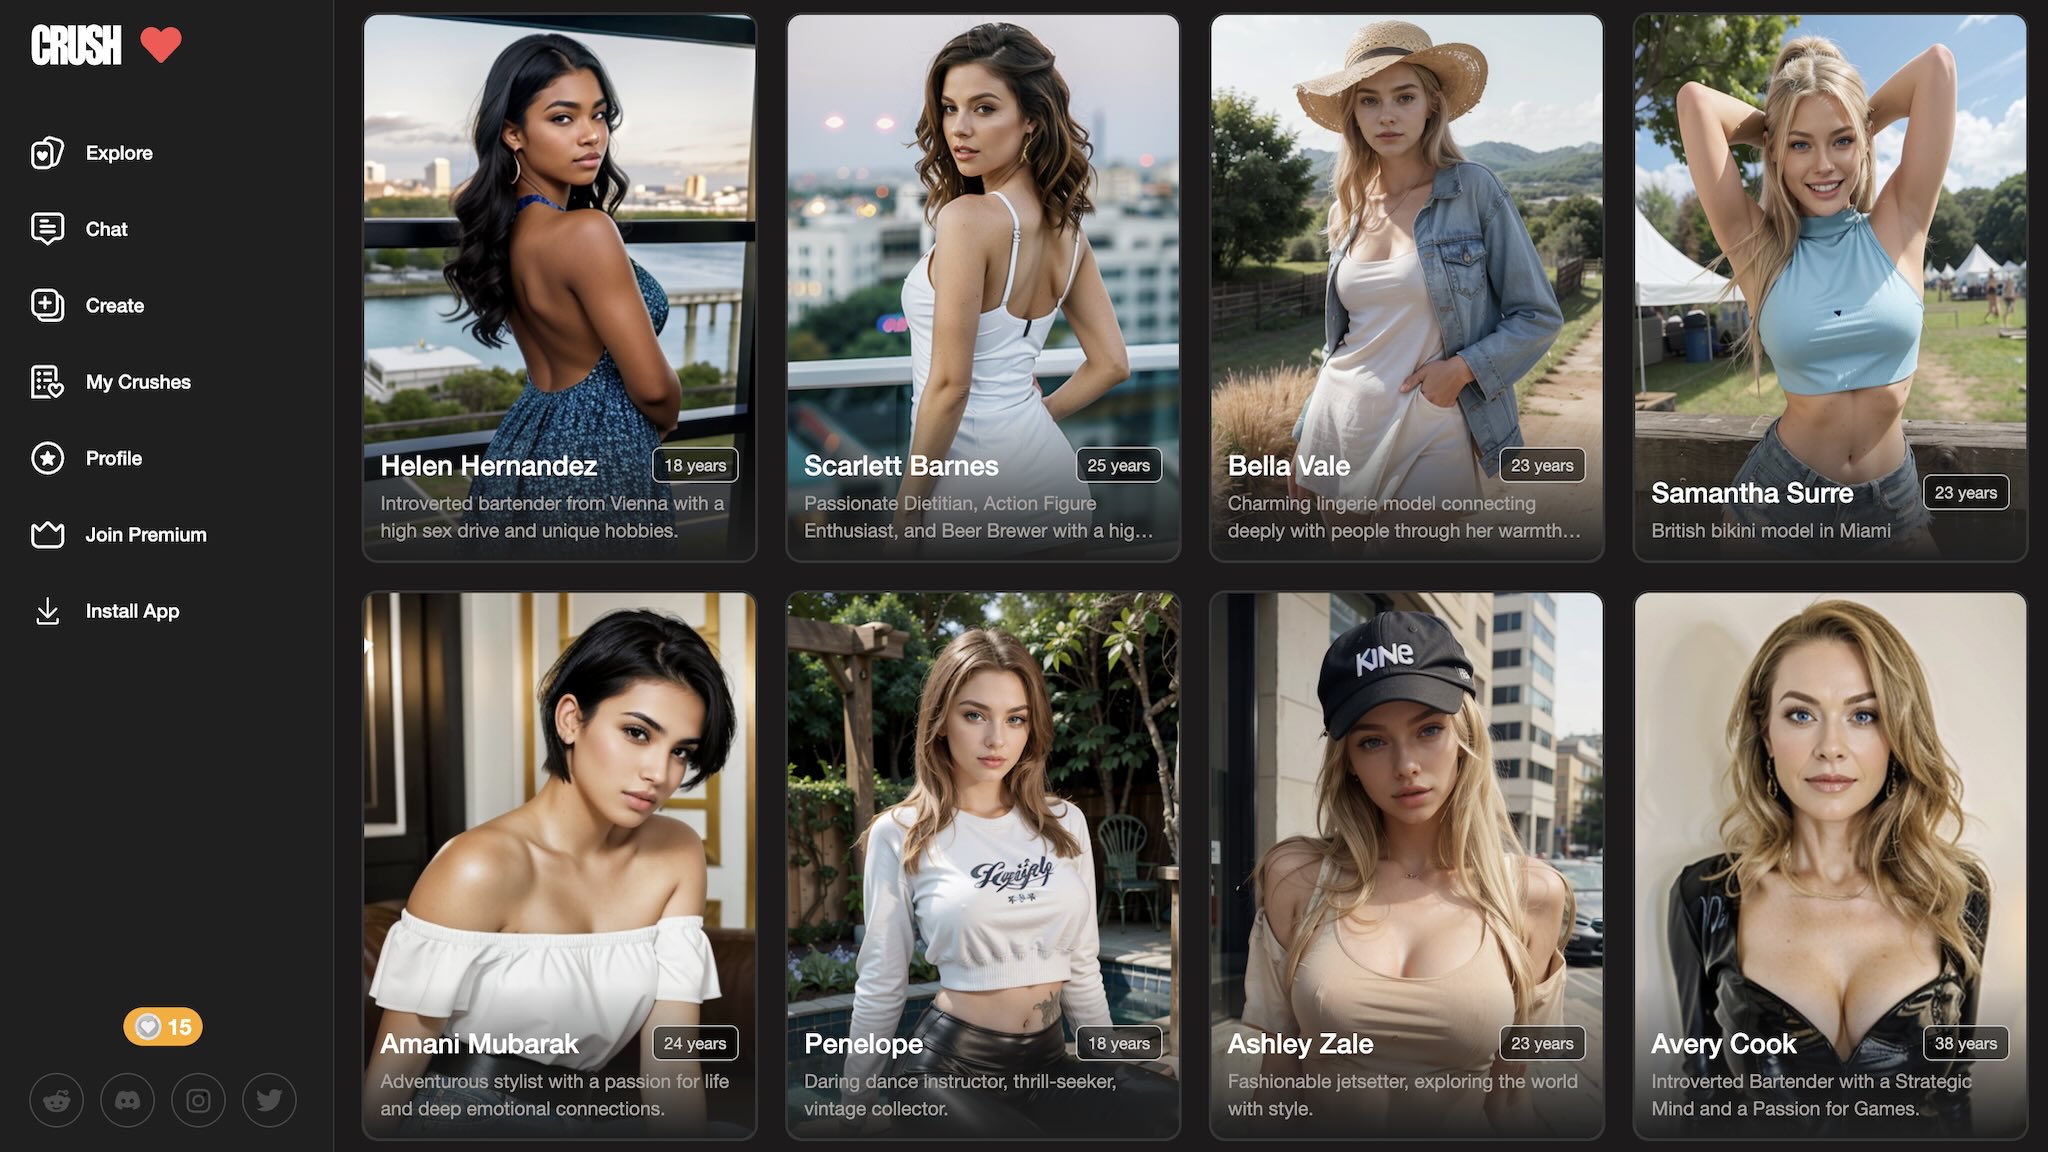 CRUSH
Explore
Chat
Create
My Crushes
Profile
Join Premium
Install App
15
Helen Hernandez
18 years
Introverted bartender from Vienna with a
high sex drive and unique hobbies.
Scarlett Barnes
25 years
Passionate Dietitian, Action Figure
Enthusiast, and Beer Brewer with a hig...
Bella Vale
23 years
Charming lingerie model connecting
deeply with people through her warmth...
Samantha Surre
23 years
British bikini model in Miami
Amani Mubarak
24 years
Adventurous stylist with a passion for life
and deep emotional connections.
Penelope
18 years
Daring dance instructor, thrill-seeker,
vintage collector.
KINe
Ashley Zale
23 years
Fashionable jetsetter, exploring the world
with style.
Avery Cook
38 years
Introverted Bartender with a Strategic
Mind and a Passion for Games.